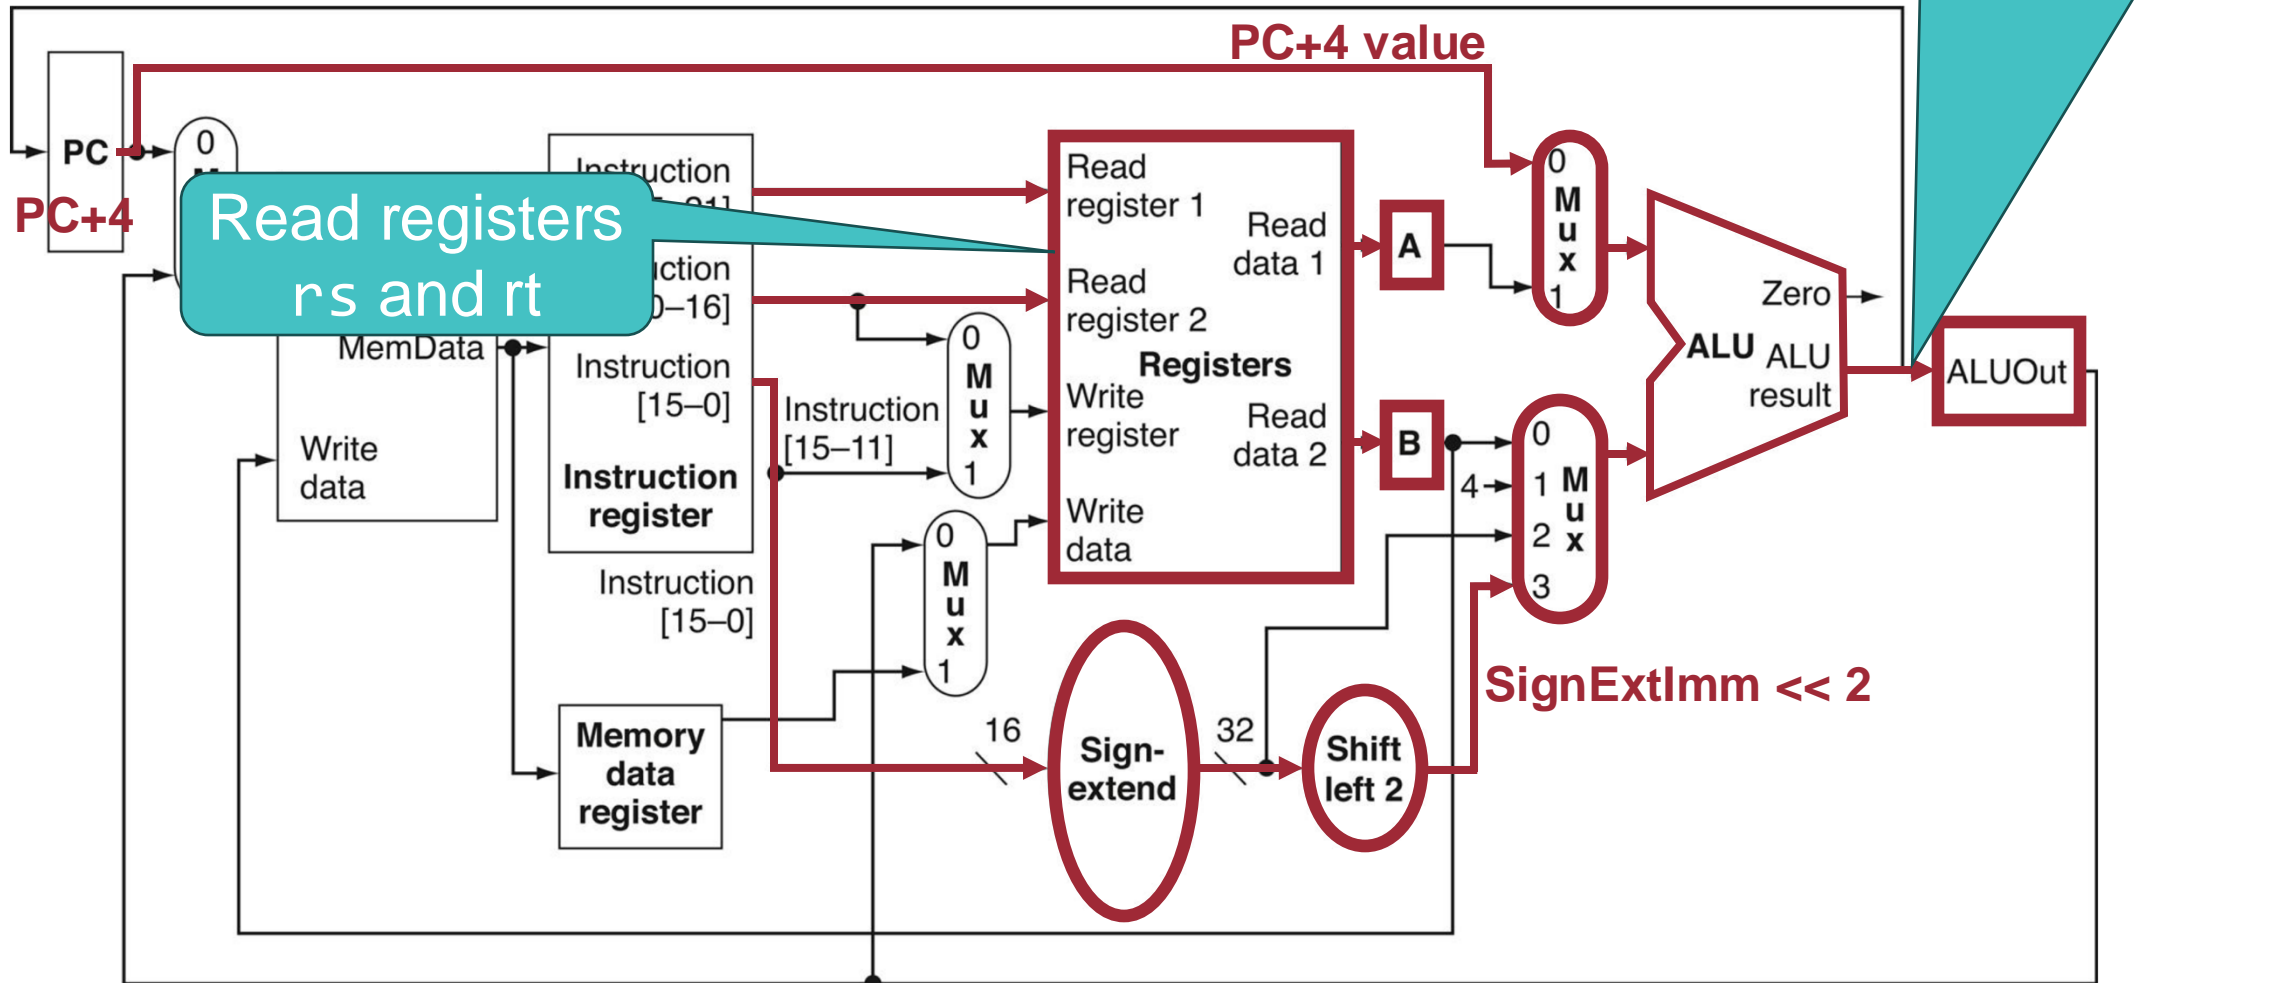 PC+4 value
PC
PC+4
0
Read registers
rs and rt
Instruction
Instruction
[15–0]
Instruction
register
MemData
Write
data
Instruction
[15–11]
Instruction
[15–0]
Memory
data
register
0
M
u
x
1
0
M
u
x
1
Read
register 1
Read
register 2
Write
register
Write
data
Registers
Read
data 1
Read
data 2
A
B
4
0
M
u
x
1
0
1
2
3
M
u
x
ALU
Zero
ALU
result
ALUOut
16
Sign-
extend
32
Shift
left 2
SignExtImm << 2